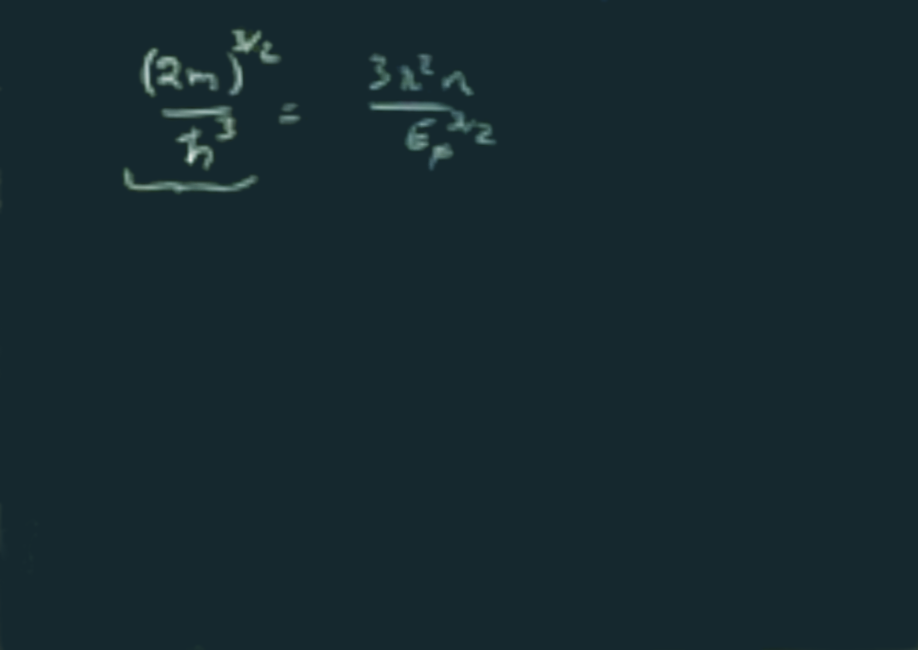 (2m)^3/2 / ħ^3 = 3π²n / E_F^3/2